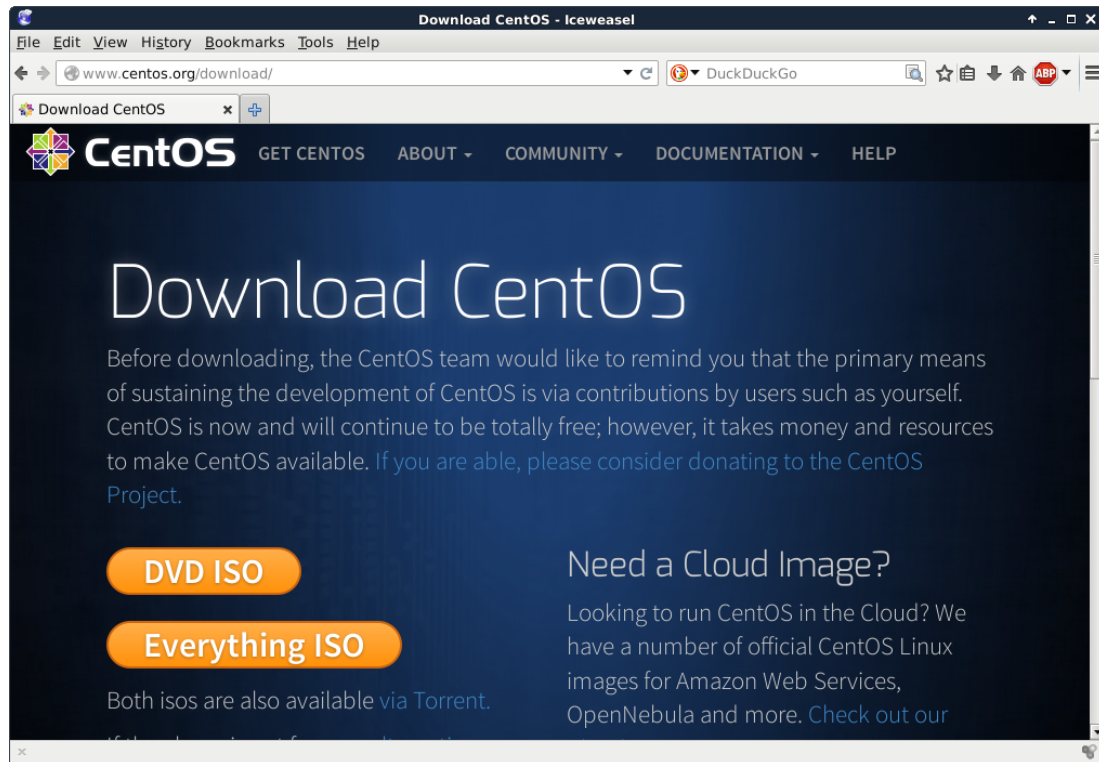 Download CentOS - Iceweasel
File Edit View History Bookmarks Tools Help
www.centos.org/download/
DuckDuckGo
ABP
Download CentOS
CentOS GET CENTOS ABOUT COMMUNITY DOCUMENTATION HELP
Download CentOS
Before downloading, the CentOS team would like to remind you that the primary means
of sustaining the development of CentOS is via contributions by users such as yourself.
CentOS is now and will continue to be totally free; however, it takes money and resources
to make CentOS available. If you are able, please consider donating to the CentOS
Project.
DVD ISO
Everything ISO
Both isos are also available via Torrent.
Need a Cloud Image?
Looking to run CentOS in the Cloud? We
have a number of official CentOS Linux
images for Amazon Web Services,
OpenNebula and more. Check out our